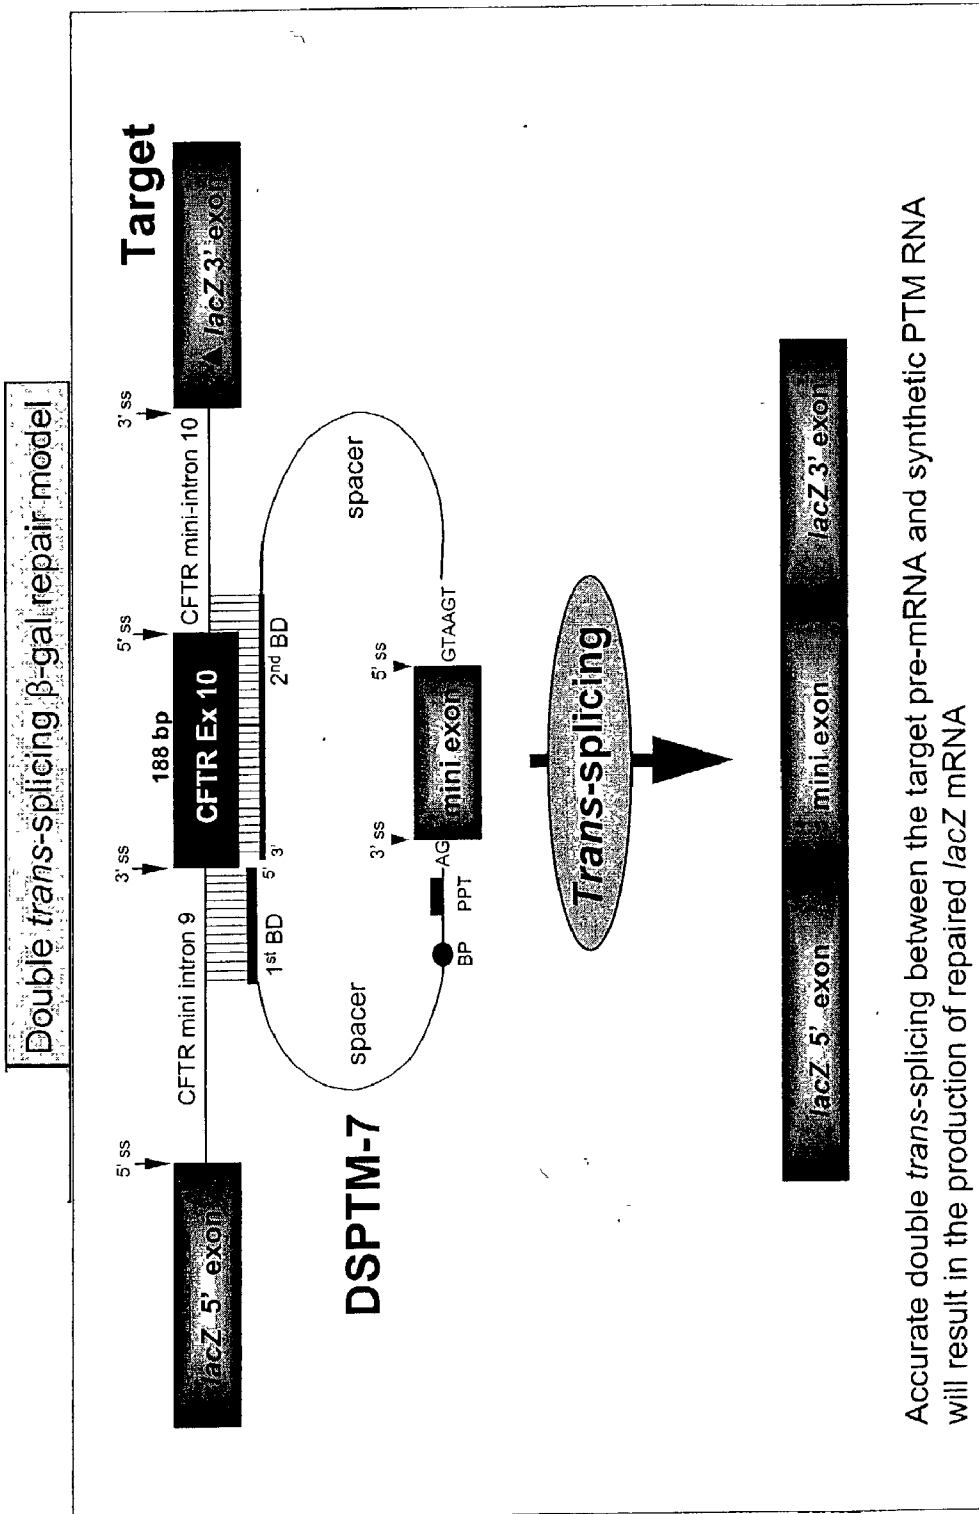 Double trans-splicing β-gal repair model
Target
5' ss
3' ss
5' ss
3' ss
188 bp
lacZ 5' exon
CFTR mini intron 9
CFTR Ex 10
CFTR mini-intron 10
lacZ 3' exon
5' 3'
1st BD
2nd BD
DSPTM-7
spacer
spacer
3' ss
5' ss
BP
PPT
AG
mini exon
GTAAGT
Trans-splicing
lacZ 5' exon
mini exon
lacZ 3' exon
Accurate double trans-splicing between the target pre-mRNA and synthetic PTM RNA
will result in the production of repaired lacZ mRNA